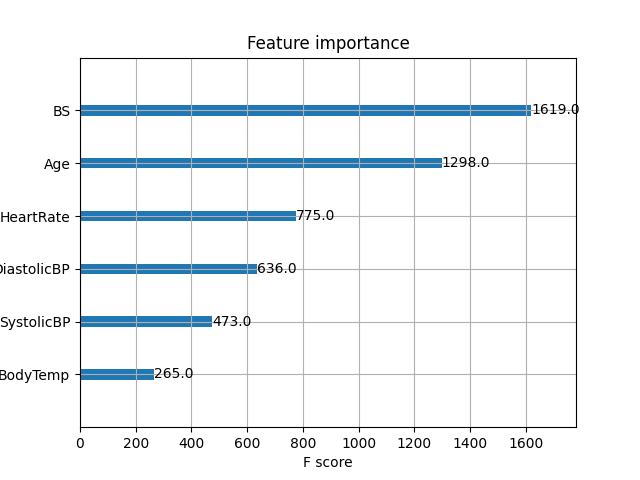 Feature importance
BS 1619.0
Age 1298.0
HeartRate 775.0
DiastolicBP 636.0
SystolicBP 473.0
BodyTemp 265.0
0 200 400 600 800 1000 1200 1400 1600
F score